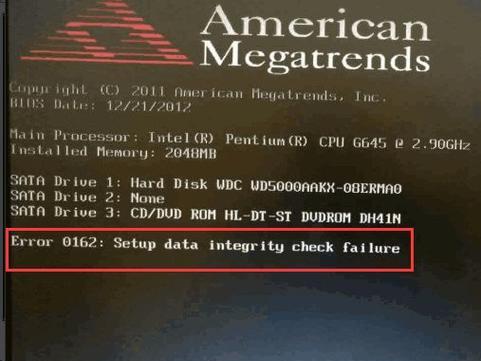 American
Megatrends
Copyright (C) 2011 American Megatrends, Inc.
BIOS Date: 12/21/2012
Main Processor: Intel(R) Pentium(R) CPU G645 @ 2.90GHz
Installed Memory: 2048MB
SATA Drive 1: Hard Disk WDC WD5000AAKX-08ERMA0
SATA Drive 2: None
SATA Drive 3: CD/DVD ROM HL-DT-ST DVDROM DH41N
Error 0162: Setup data integrity check failure